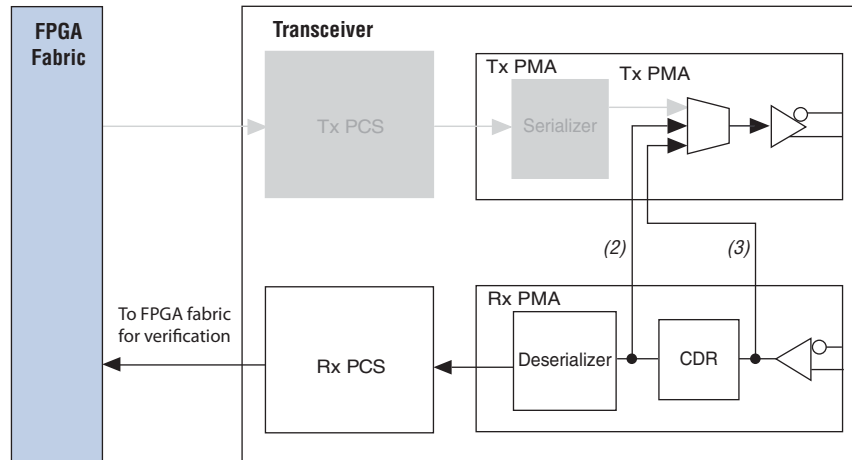 FPGA
Fabric
Transceiver
Tx PMA
Tx PMA
Tx PCS
Serializer
(2)
(3)
To FPGA fabric
for verification
Rx PMA
Rx PCS
Deserializer
CDR